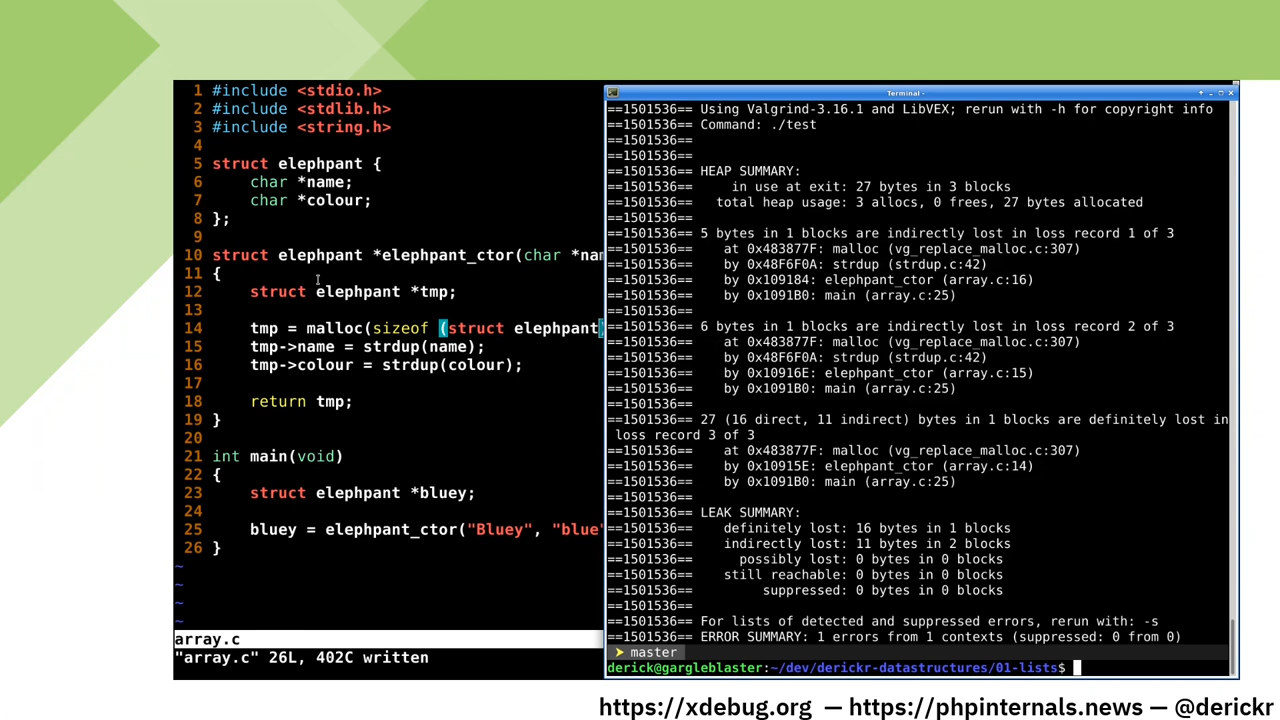 1 #include <stdio.h>
2 #include <stdlib.h>
3 #include <string.h>
4
5 struct elephpant {
6     char *name;
7     char *colour;
8 };
9
10 struct elephpant *elephpant_ctor(char *nam
11 {
12     struct elephpant *tmp;
13
14     tmp = malloc(sizeof (struct elephpant)
15     tmp->name = strdup(name);
16     tmp->colour = strdup(colour);
17
18     return tmp;
19 }
20
21 int main(void)
22 {
23     struct elephpant *bluey;
24
25     bluey = elephpant_ctor("Bluey", "blue"
26 }
~
~
~
~
array.c
"array.c" 26L, 402C written
Terminal -
==1501536== Using Valgrind-3.16.1 and LibVEX; rerun with -h for copyright info
==1501536== Command: ./test
==1501536==
==1501536==
==1501536== HEAP SUMMARY:
==1501536==     in use at exit: 27 bytes in 3 blocks
==1501536==   total heap usage: 3 allocs, 0 frees, 27 bytes allocated
==1501536==
==1501536== 5 bytes in 1 blocks are indirectly lost in loss record 1 of 3
==1501536==    at 0x483877F: malloc (vg_replace_malloc.c:307)
==1501536==    by 0x48F6F0A: strdup (strdup.c:42)
==1501536==    by 0x109184: elephpant_ctor (array.c:16)
==1501536==    by 0x1091B0: main (array.c:25)
==1501536==
==1501536== 6 bytes in 1 blocks are indirectly lost in loss record 2 of 3
==1501536==    at 0x483877F: malloc (vg_replace_malloc.c:307)
==1501536==    by 0x48F6F0A: strdup (strdup.c:42)
==1501536==    by 0x10916E: elephpant_ctor (array.c:15)
==1501536==    by 0x1091B0: main (array.c:25)
==1501536==
==1501536== 27 (16 direct, 11 indirect) bytes in 1 blocks are definitely lost in
 loss record 3 of 3
==1501536==    at 0x483877F: malloc (vg_replace_malloc.c:307)
==1501536==    by 0x10915E: elephpant_ctor (array.c:14)
==1501536==    by 0x1091B0: main (array.c:25)
==1501536==
==1501536== LEAK SUMMARY:
==1501536==    definitely lost: 16 bytes in 1 blocks
==1501536==    indirectly lost: 11 bytes in 2 blocks
==1501536==      possibly lost: 0 bytes in 0 blocks
==1501536==    still reachable: 0 bytes in 0 blocks
==1501536==         suppressed: 0 bytes in 0 blocks
==1501536==
==1501536== For lists of detected and suppressed errors, rerun with: -s
==1501536== ERROR SUMMARY: 1 errors from 1 contexts (suppressed: 0 from 0)
➤ master
derick@gargleblaster:~/dev/derickr-datastructures/01-lists$
https://xdebug.org — https://phpinternals.news — @derickr